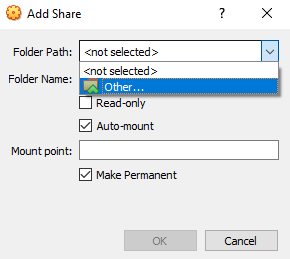 Add Share
Folder Path: <not selected>
<not selected>
Other...
Folder Name:
Read-only
Auto-mount
Mount point:
Make Permanent
OK Cancel